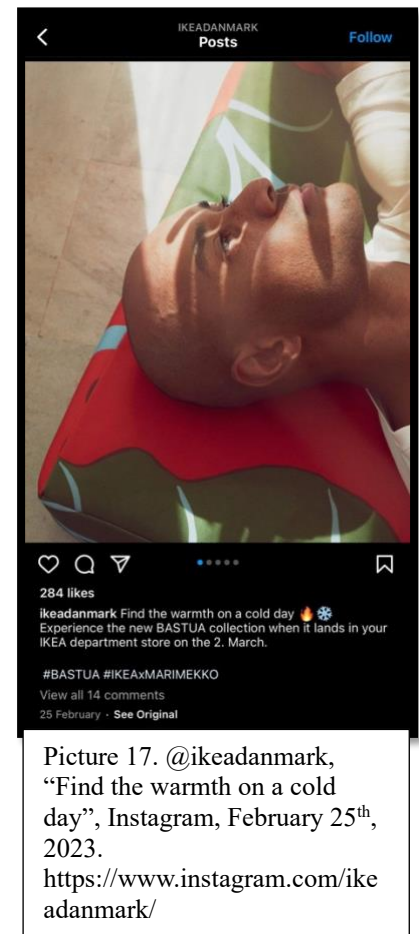 IKEADANMARK
Posts
Follow
284 likes
ikeadanmark Find the warmth on a cold day 🔥❄️
Experience the new BASTUA collection when it lands in your
IKEA department store on the 2. March.
#BASTUA #IKEAxMARIMEKKO
View all 14 comments
25 February · See Original
Picture 17. @ikeadanmark,
“Find the warmth on a cold
day”, Instagram, February 25th,
2023.
https://www.instagram.com/ike
adanmark/